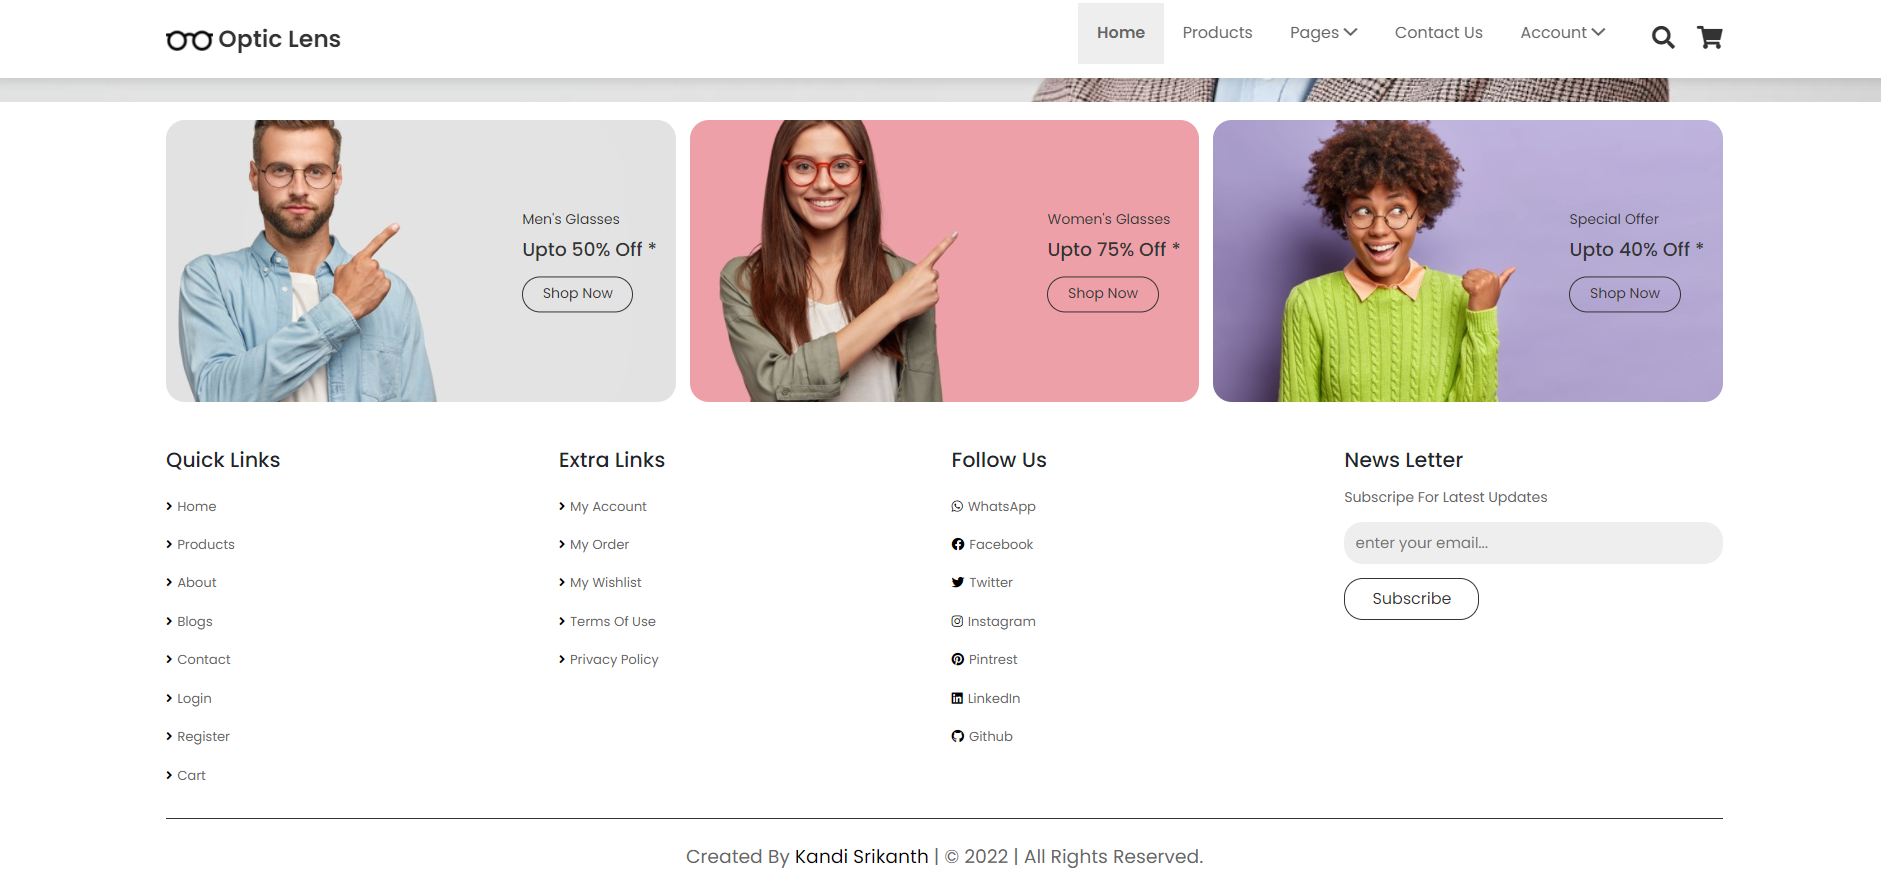 Optic Lens
Home Products Pages Contact Us Account
Men's Glasses
Upto 50% Off *
Shop Now
Women's Glasses
Upto 75% Off *
Shop Now
Special Offer
Upto 40% Off *
Shop Now
Quick Links
Home
Products
About
Blogs
Contact
Login
Register
Cart
Extra Links
My Account
My Order
My Wishlist
Terms Of Use
Privacy Policy
Follow Us
WhatsApp
Facebook
Twitter
Instagram
Pintrest
LinkedIn
Github
News Letter
Subscripe For Latest Updates
enter your email...
Subscribe
Created By Kandi Srikanth | © 2022 | All Rights Reserved.